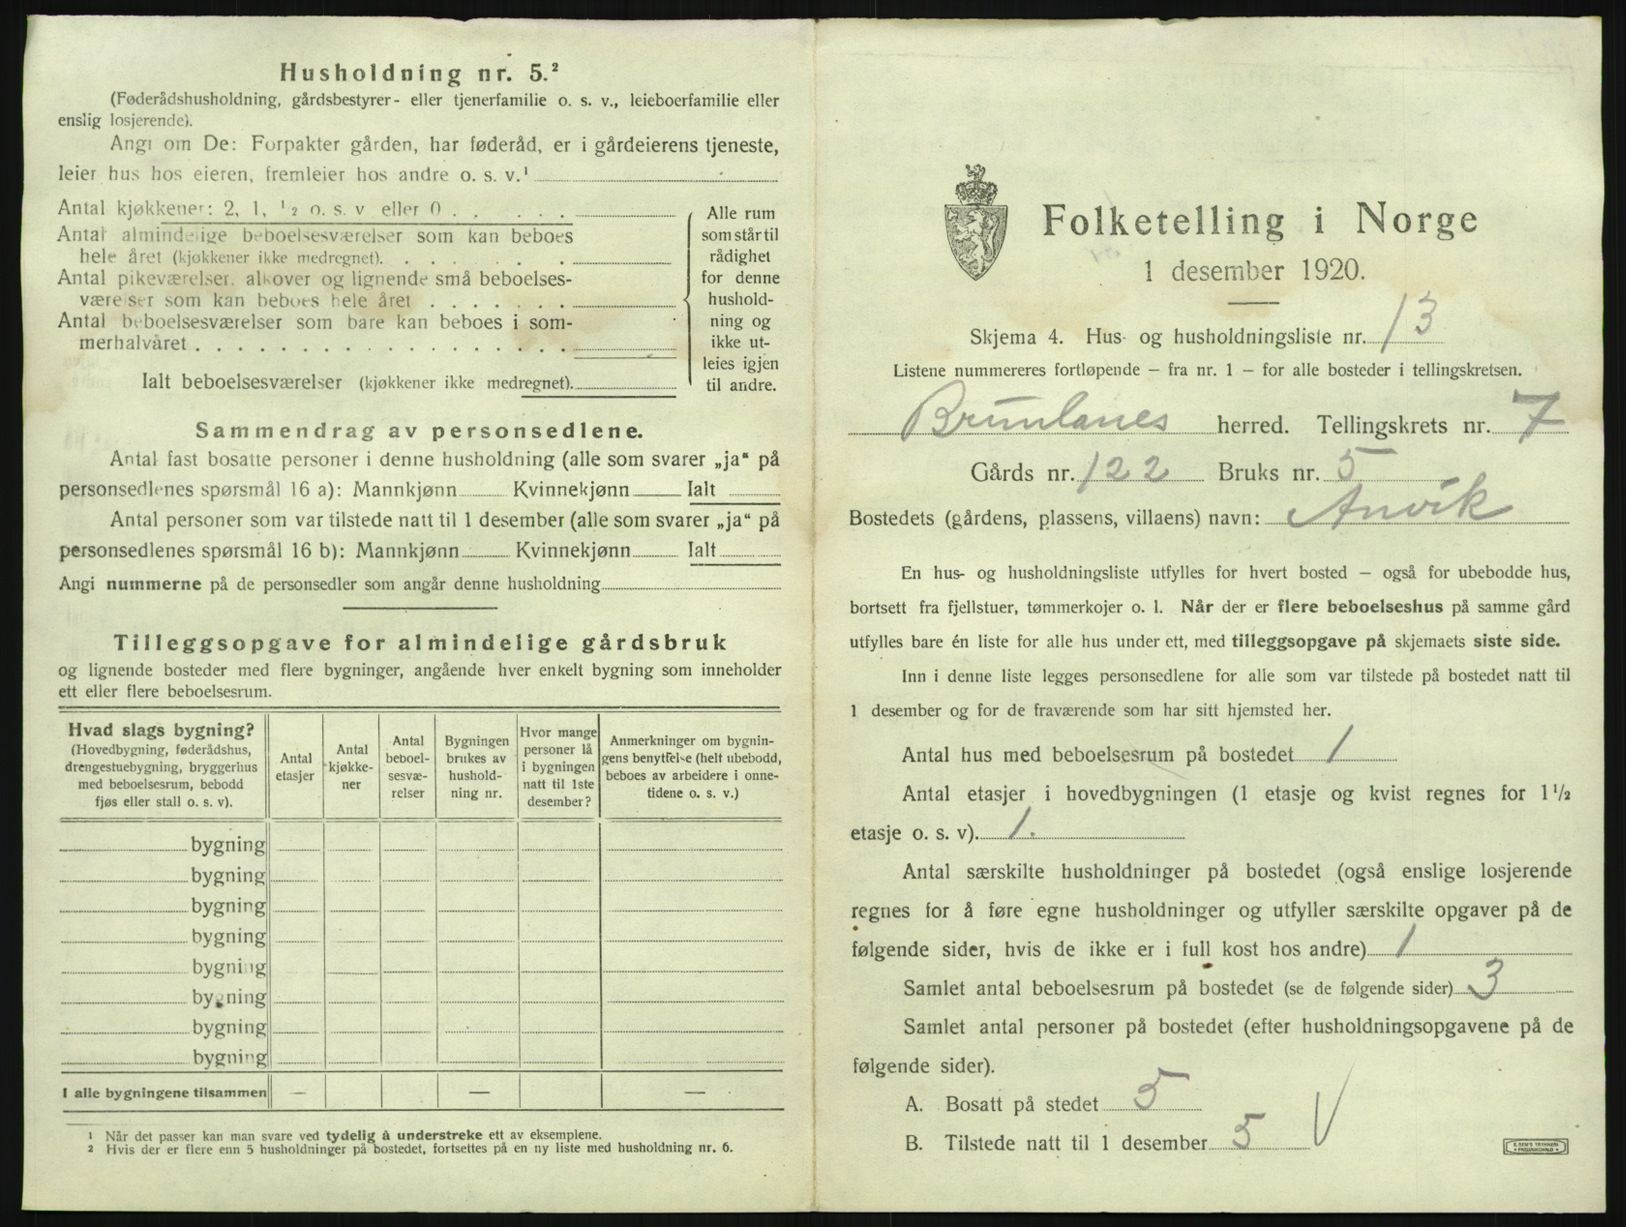 Husholdning nr. 5.²
(Føderådshusholdning, gårdsbestyrer- eller tjenerfamilie o. s. v., leieboerfamilie eller
enslig losjerende).
Angi om De: Forpakter gården, har føderåd, er i gårdeierens tjeneste,
leier hus hos eieren, fremleier hos andre o. s. v.¹
Antal kjøkkener: 2, 1, ½ o. s. v eller 0 . . . . . .
Antal almindelige beboelsesværelser som kan beboes
hele året (kjøkkener ikke medregnet). . . . . . . .
Antal pikeværelser, alkover og lignende små beboelses-
værelser som kan beboes hele året . . . . . . .
Antal beboelsesværelser som bare kan beboes i som-
merhalvåret . . . . . . . . . . . . . . . . . .
Ialt beboelsesværelser (kjøkkener ikke medregnet).
Alle rum
som står til
rådighet
for denne
hushold-
ning og
ikke ut-
leies igjen
til andre.
Sammendrag av personsedlene.
Antal fast bosatte personer i denne husholdning (alle som svarer „ja“ på
personsedlenes spørsmål 16 a): Mannkjønn Kvinnekjønn Ialt
Antal personer som var tilstede natt til 1 desember (alle som svarer „ja“ på
personsedlenes spørsmål 16 b): Mannkjønn Kvinnekjønn Ialt
Angi nummerne på de personsedler som angår denne husholdning
Tilleggsopgave for almindelige gårdsbruk
og lignende bosteder med flere bygninger, angående hver enkelt bygning som inneholder
ett eller flere beboelsesrum.
Hvad slags bygning?
(Hovedbygning, føderådshus,
drengestuebygning, bryggerhus
med beboelsesrum, bebodd
fjøs eller stall o. s. v).
Antal
etasjer
Antal
kjøkke-
ner
Antal
beboel-
sesvæ-
relser
Bygningen
brukes av
hushold-
ning nr.
Hvor mange
personer lå
i bygningen
natt til 1ste
desember?
Anmerkninger om bygnin-
gens benyttelse (helt ubebodd,
beboes av arbeidere i onne-
tidene o. s. v.)
bygning
bygning
bygning
bygning
bygning
bygning
bygning
bygning
I alle bygningene tilsammen — — —
¹ Når det passer kan man svare ved tydelig å understreke ett av eksemplene.
² Hvis der er flere enn 5 husholdninger på bostedet, fortsettes på en ny liste med husholdning nr. 6.
Folketelling i Norge
1 desember 1920.
Skjema 4. Hus- og husholdningsliste nr. 13
Listene nummereres fortløpende – fra nr. 1 – for alle bosteder i tellingskretsen.
Brunlanes herred. Tellingskrets nr. 7
Gårds nr. 122 Bruks nr. 5
Bostedets (gårdens, plassens, villaens) navn: Anvik
En hus- og husholdningsliste utfylles for hvert bosted – også for ubebodde hus,
bortsett fra fjellstuer, tømmerkojer o. l. Når der er flere beboelseshus på samme gård
utfylles bare én liste for alle hus under ett, med tilleggsopgave på skjemaets siste side.
Inn i denne liste legges personsedlene for alle som var tilstede på bostedet natt til
1 desember og for de fraværende som har sitt hjemsted her.
Antal hus med beboelsesrum på bostedet 1
Antal etasjer i hovedbygningen (1 etasje og kvist regnes for 1½
etasje o. s. v). 1.
Antal særskilte husholdninger på bostedet (også enslige losjerende
regnes for å føre egne husholdninger og utfyller særskilte opgaver på de
følgende sider, hvis de ikke er i full kost hos andre) 1
Samlet antal beboelsesrum på bostedet (se de følgende sider) 3
Samlet antal personer på bostedet (efter husholdningsopgavene på de
følgende sider).
A. Bosatt på stedet 5
B. Tilstede natt til 1 desember 5